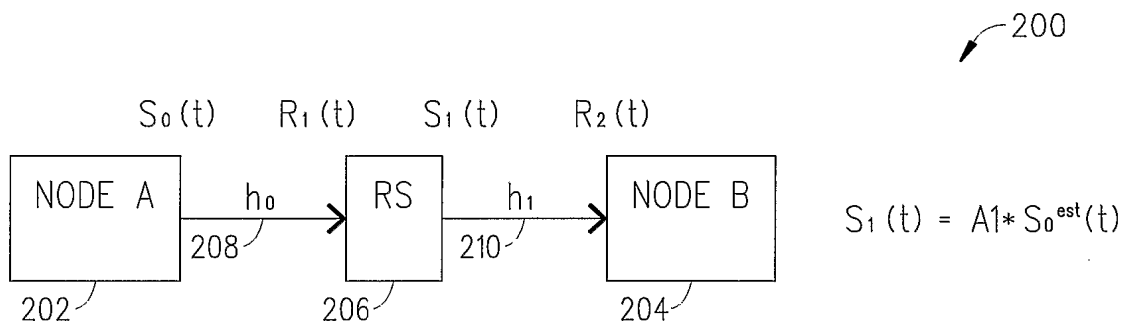 200
S₀(t) R₁(t) S₁(t) R₂(t)
NODE A h₀ RS h₁ NODE B
S₁(t) = A1* S₀ᵉˢᵗ(t)
208 210
202 206 204